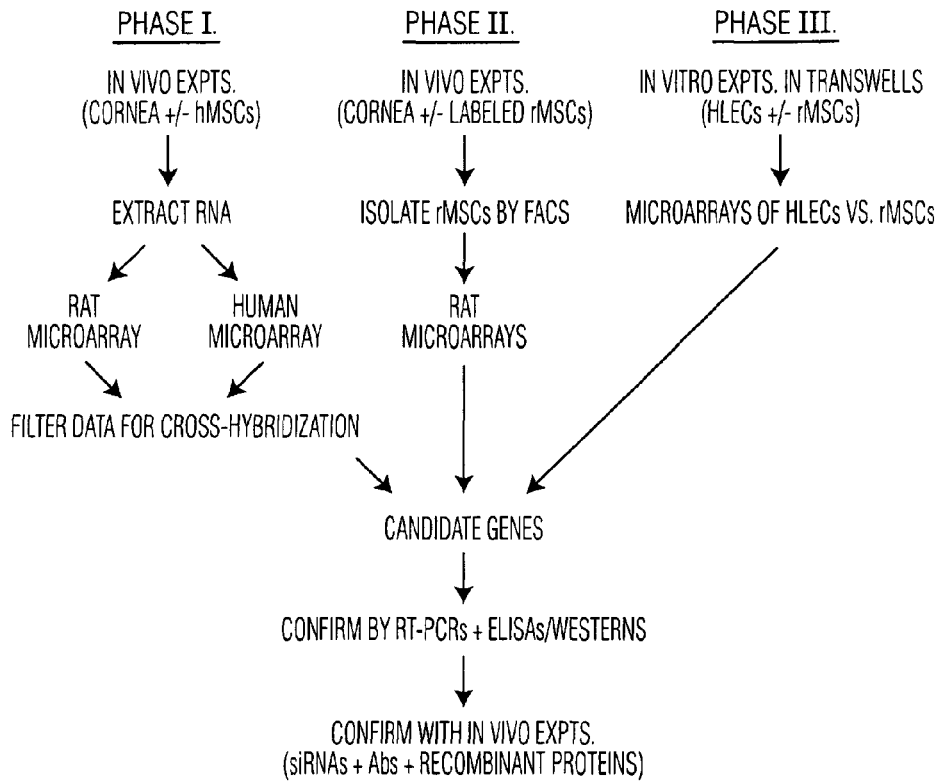 PHASE I.
IN VIVO EXPTS.
(CORNEA +/- hMSCs)
EXTRACT RNA
RAT
MICROARRAY
HUMAN
MICROARRAY
FILTER DATA FOR CROSS-HYBRIDIZATION
PHASE II.
IN VIVO EXPTS.
(CORNEA +/- LABELED rMSCs)
ISOLATE rMSCs BY FACS
RAT
MICROARRAYS
PHASE III.
IN VITRO EXPTS. IN TRANSWELLS
(HLECs +/- rMSCs)
MICROARRAYS OF HLECs VS. rMSCs
CANDIDATE GENES
CONFIRM BY RT-PCRs + ELISAs/WESTERNS
CONFIRM WITH IN VIVO EXPTS.
(siRNAs + Abs + RECOMBINANT PROTEINS)